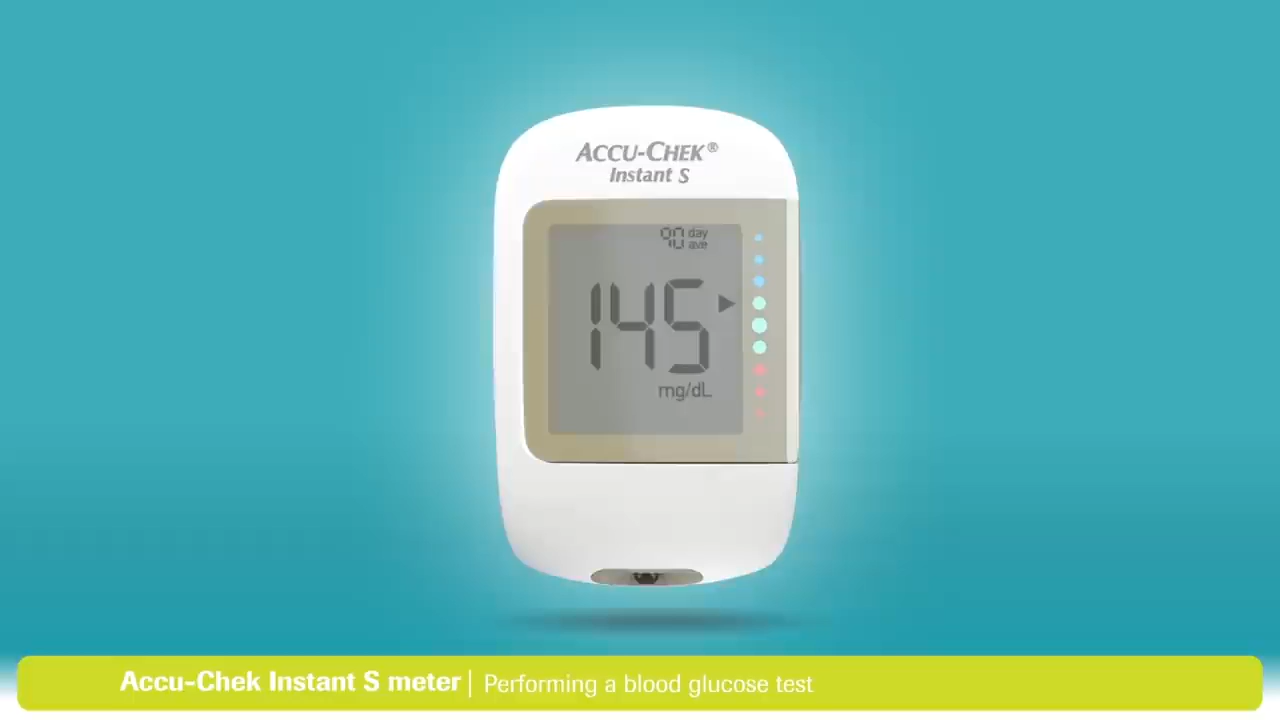 ACCU-CHEK®
Instant S
90 day
ave
145
mg/dL
Accu-Chek Instant S meter | Performing a blood glucose test